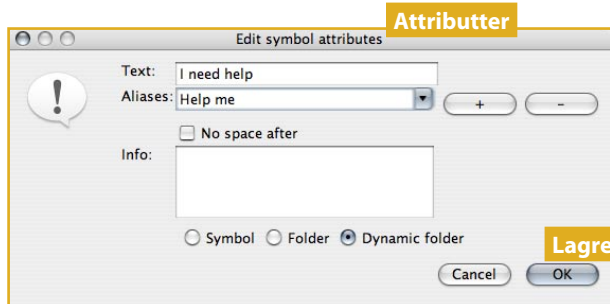 Attributter
Edit symbol attributes
Text: I need help
Aliases: Help me + -
No space after
Info:
Symbol Folder Dynamic folder
Lagre
Cancel OK